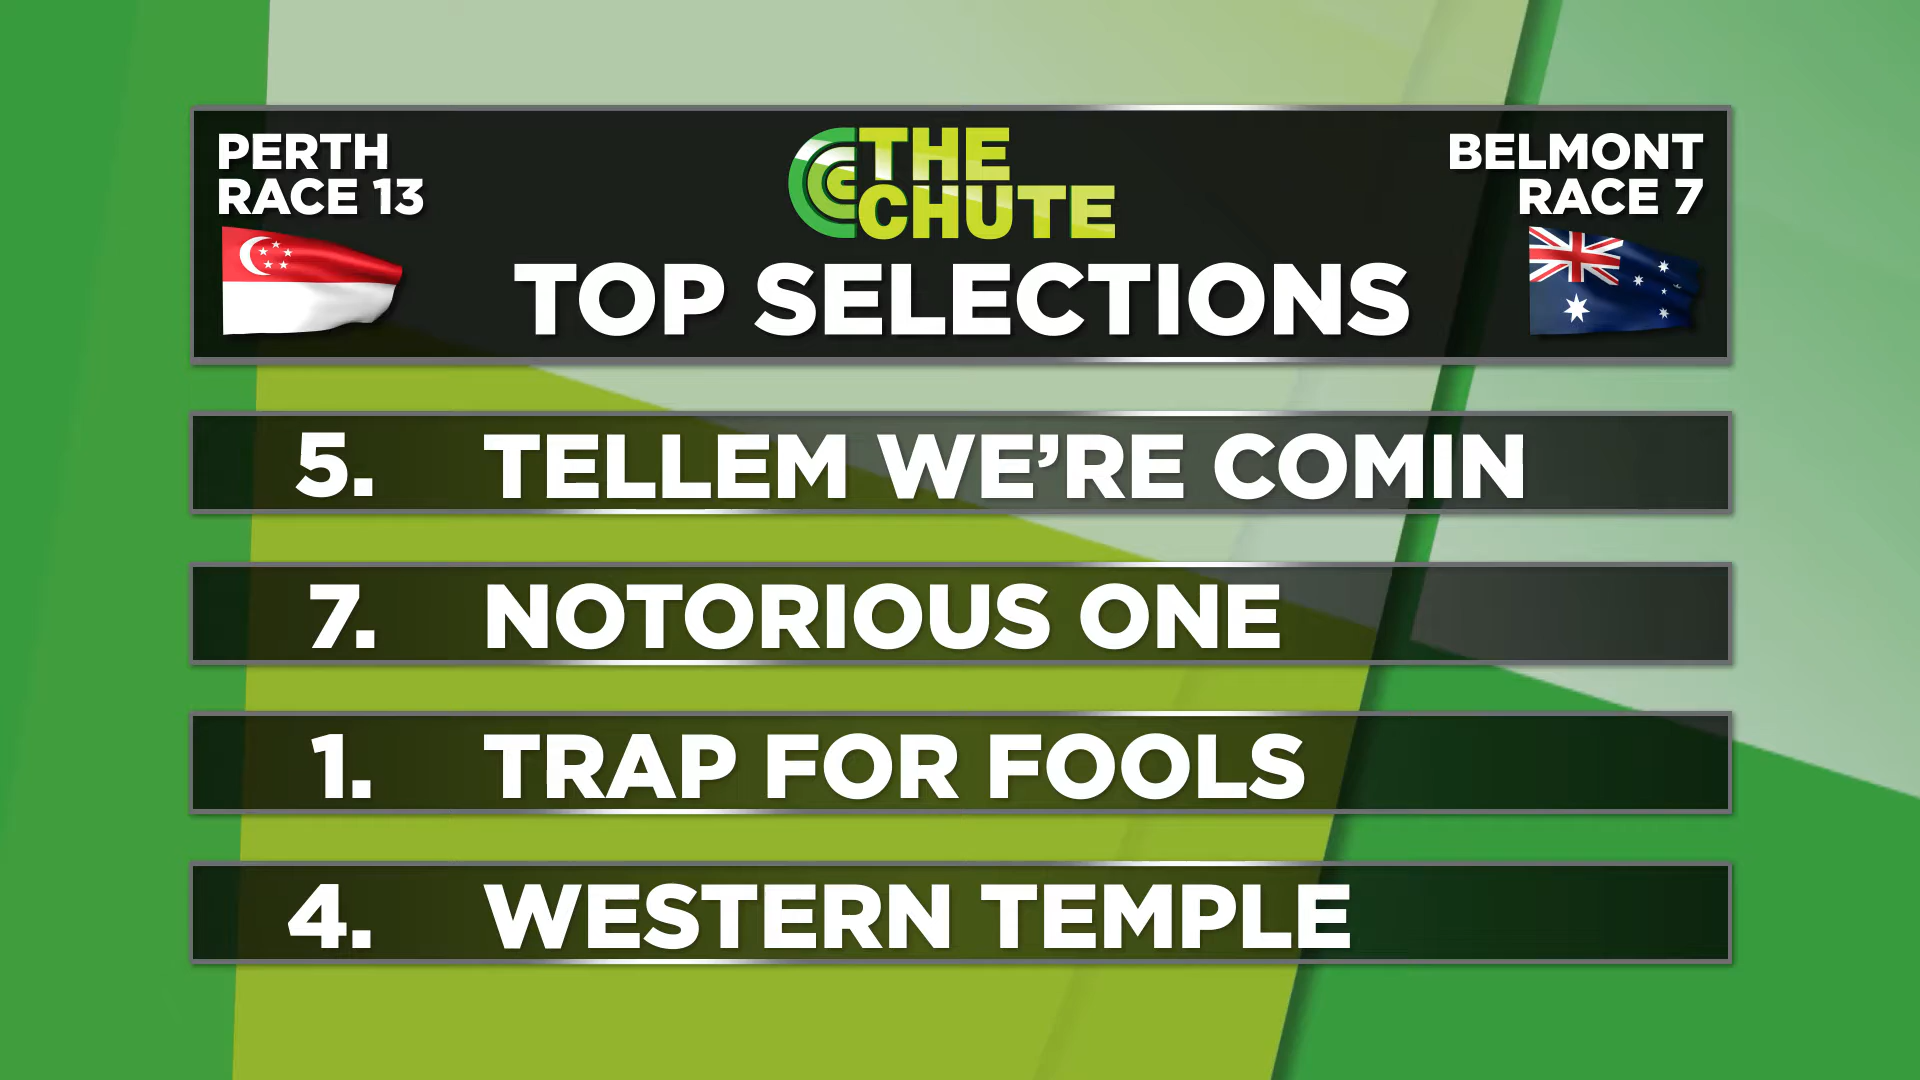 PERTH
RACE 13
THE
CHUTE
BELMONT
RACE 7
TOP SELECTIONS
5. TELLEM WE’RE COMIN
7. NOTORIOUS ONE
1. TRAP FOR FOOLS
4. WESTERN TEMPLE